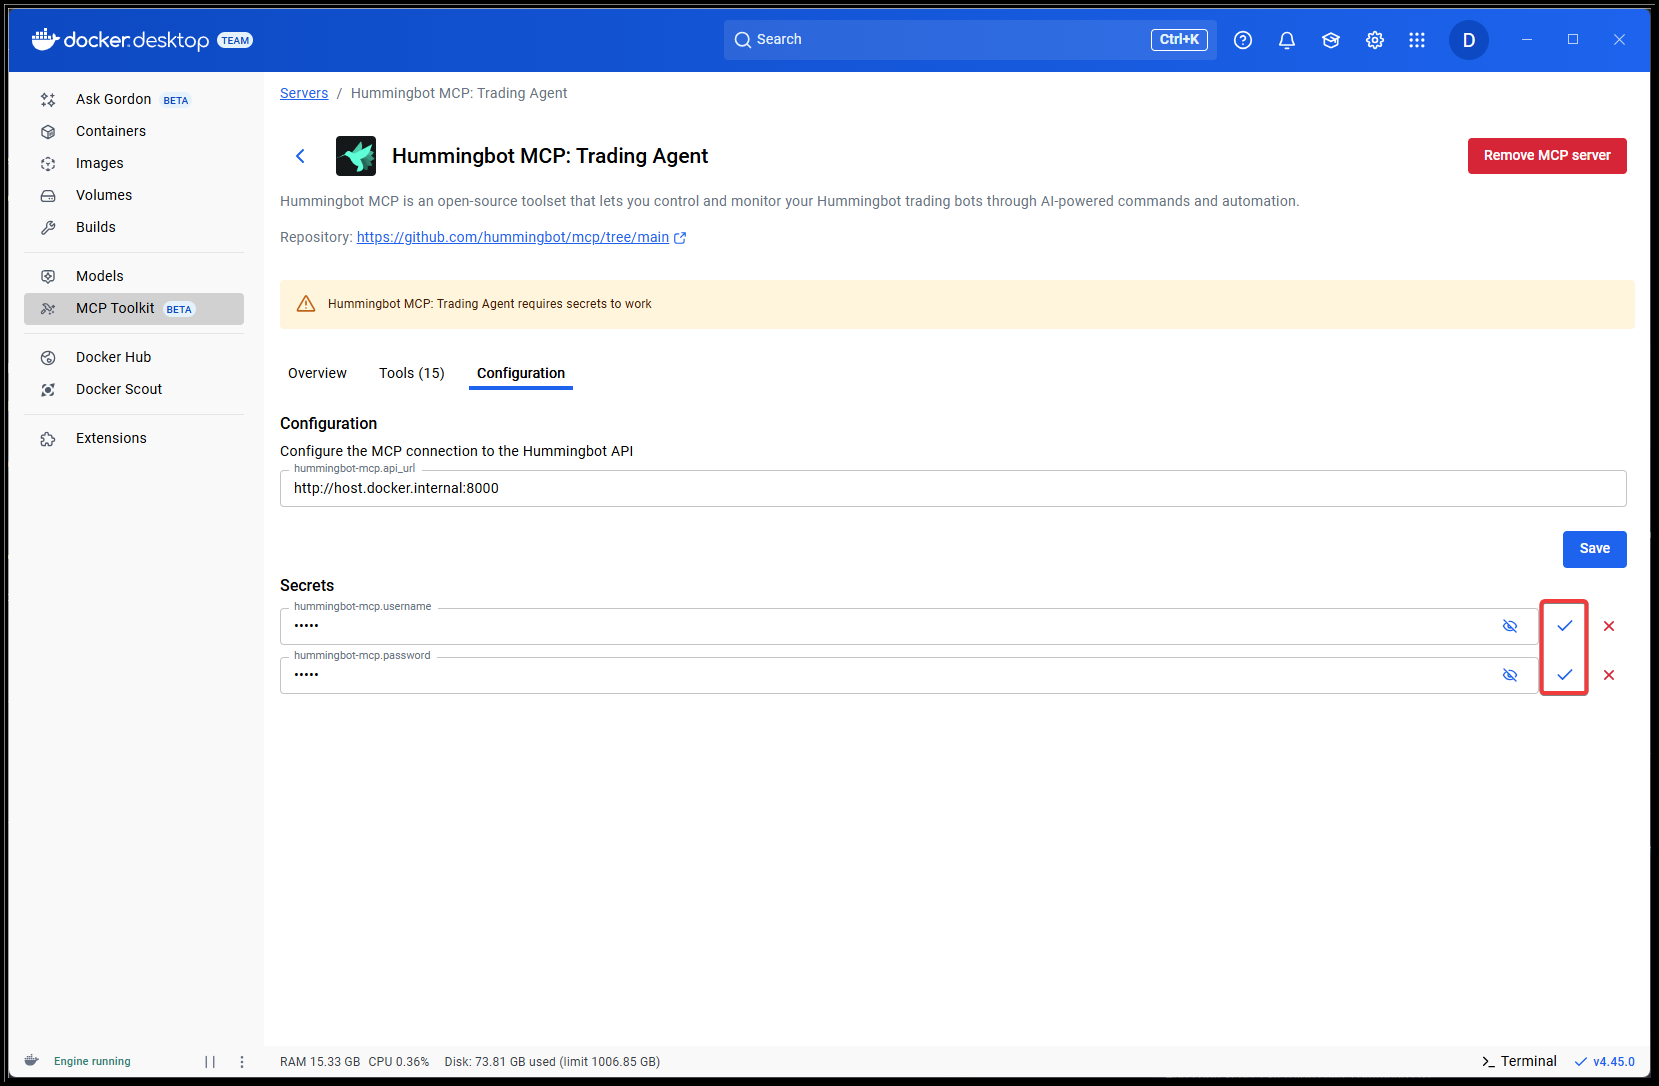 docker.desktop TEAM Search Ctrl+K D
Ask Gordon BETA
Containers
Images
Volumes
Builds
Models
MCP Toolkit BETA
Docker Hub
Docker Scout
Extensions
Servers / Hummingbot MCP: Trading Agent
Hummingbot MCP: Trading Agent Remove MCP server
Hummingbot MCP is an open-source toolset that lets you control and monitor your Hummingbot trading bots through AI-powered commands and automation.
Repository: https://github.com/hummingbot/mcp/tree/main
Hummingbot MCP: Trading Agent requires secrets to work
Overview Tools (15) Configuration
Configuration
Configure the MCP connection to the Hummingbot API
hummingbot-mcp.api_url
http://host.docker.internal:8000
Save
Secrets
hummingbot-mcp.username
•••••
hummingbot-mcp.password
•••••
Engine running RAM 15.33 GB CPU 0.36% Disk: 73.81 GB used (limit 1006.85 GB) >_ Terminal v4.45.0